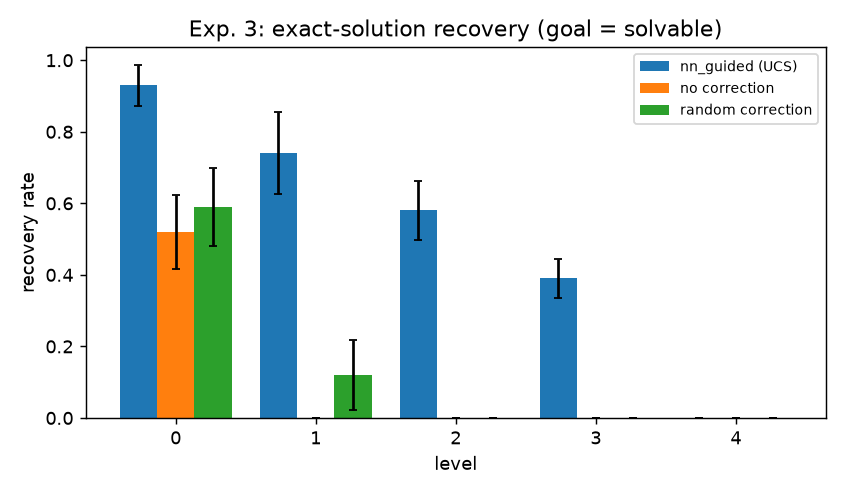 Exp. 3: exact-solution recovery (goal = solvable)
nn_guided (UCS)
no correction
random correction
recovery rate
1.0
0.8
0.6
0.4
0.2
0.0
0 1 2 3 4
level